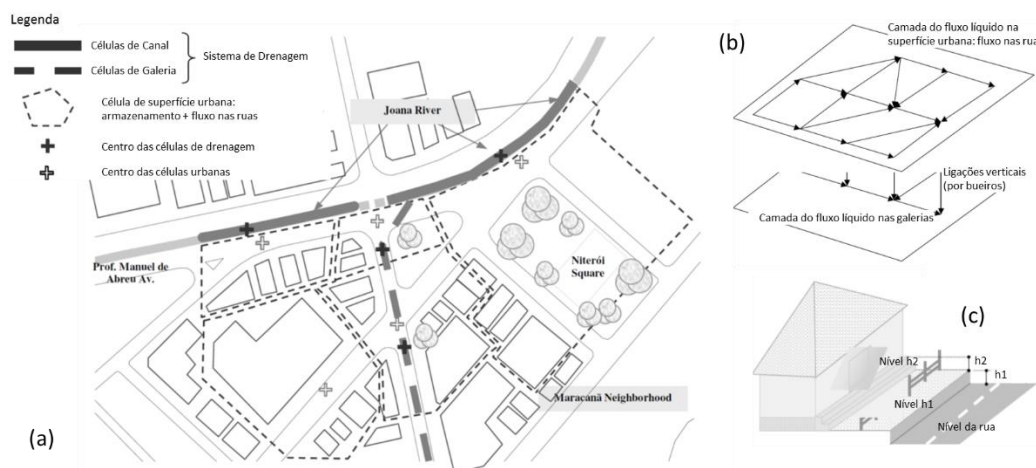 Legenda
Células de Canal
Células de Galeria
Sistema de Drenagem
Célula de superfície urbana:
armazenamento + fluxo nas ruas
Centro das células de drenagem
Centro das células urbanas
Joana River
Prof. Manuel de
Abreu Av.
Niterói
Square
Maracanã Neighborhood
(a)
(b)
Camada do fluxo líquido na
superfície urbana: fluxo nas rua
Ligações verticais
(por bueiros)
Camada do fluxo líquido nas galerias
(c)
Nível h2
h2
h1
Nível h1
Nível da rua